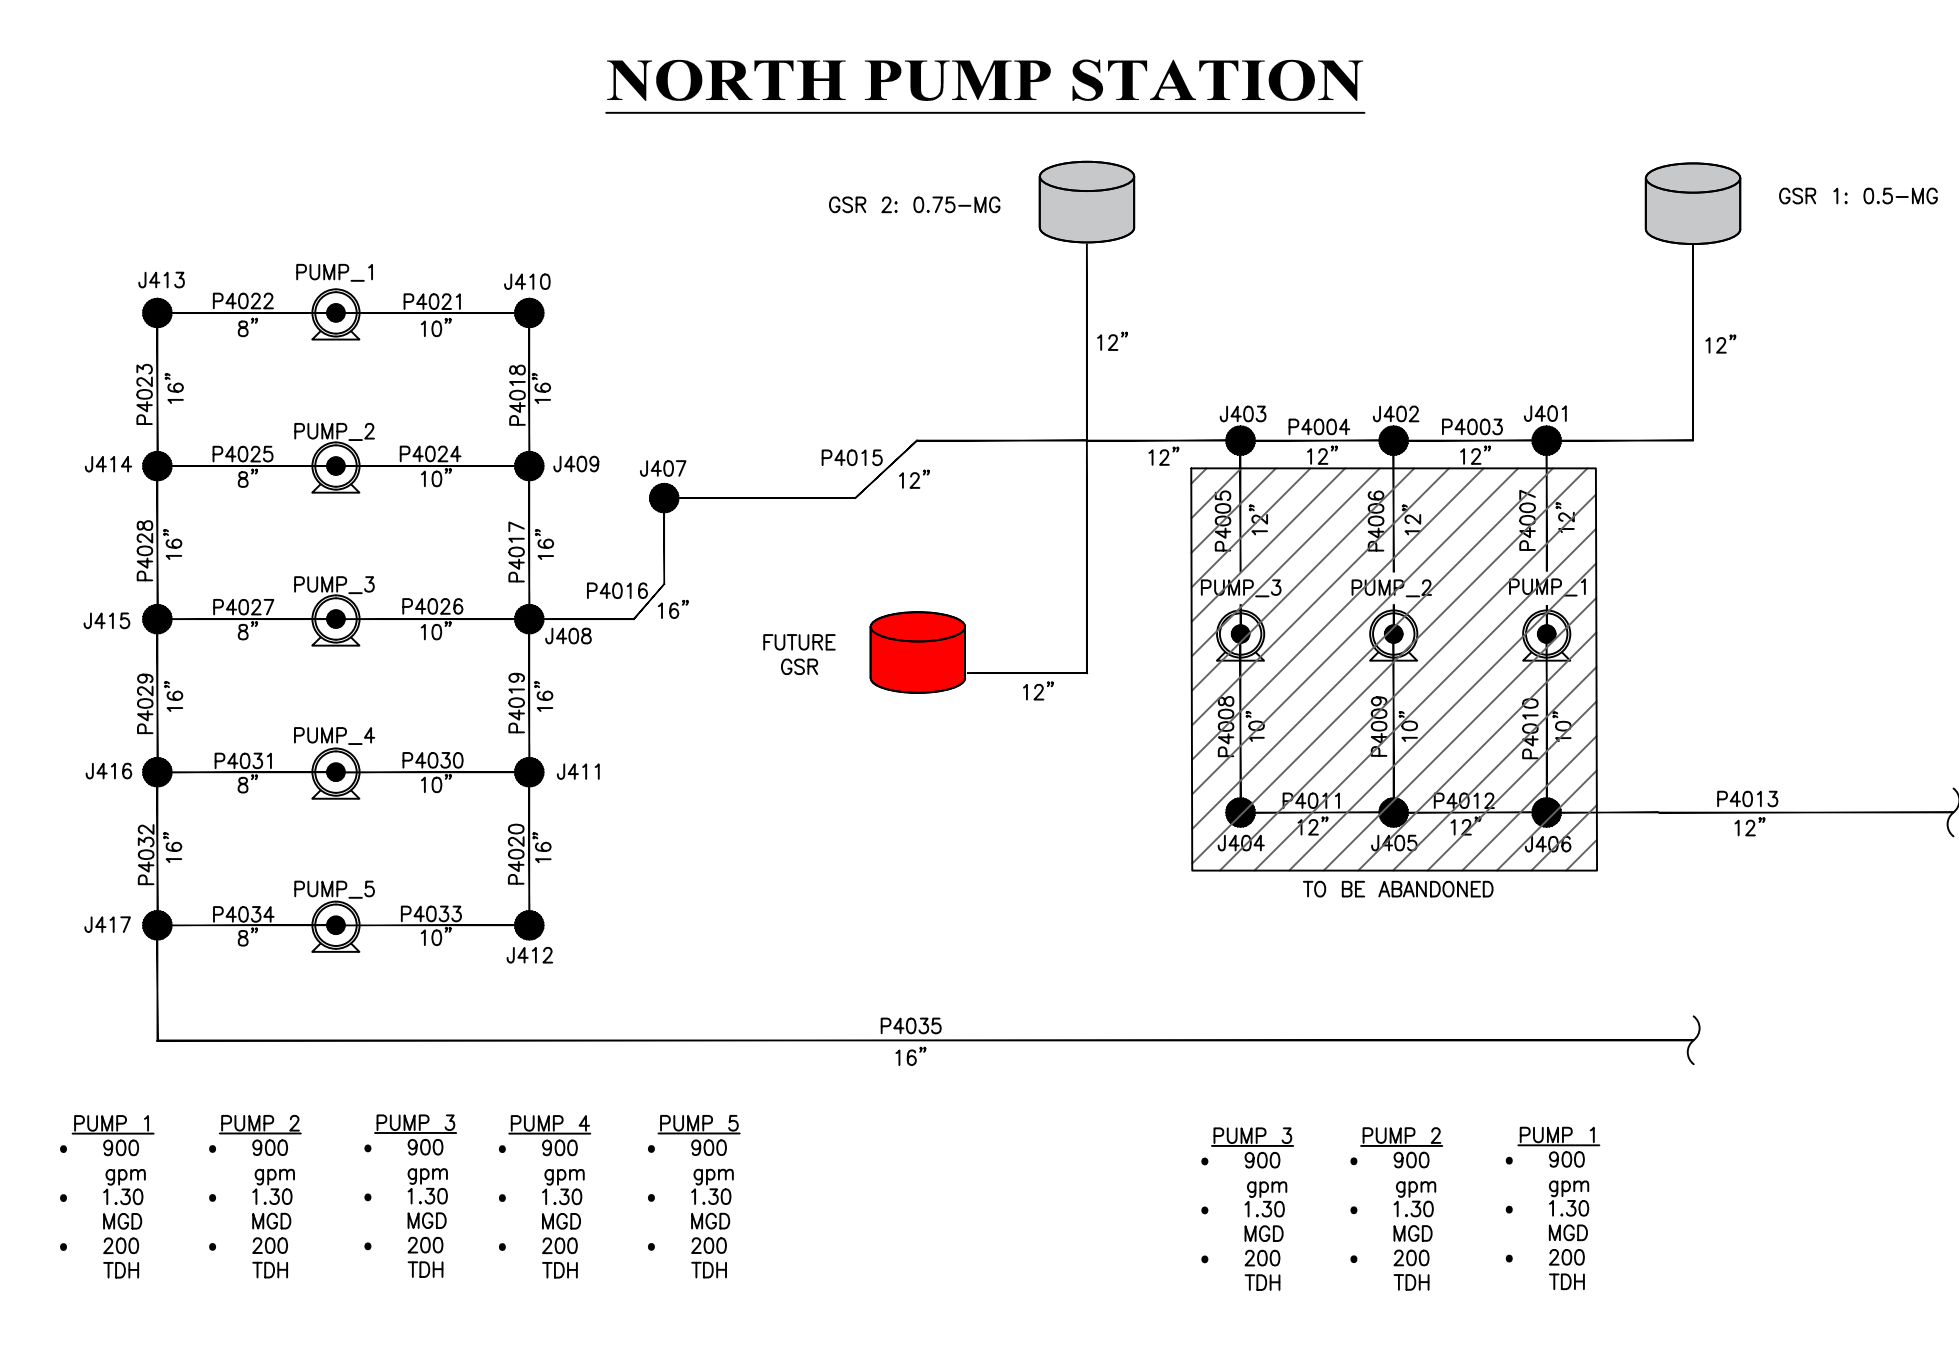 NORTH PUMP STATION
GSR 2: 0.75-MG
GSR 1: 0.5-MG
12”
12”
J413
P4022
8”
PUMP_1
P4021
10”
J410
P4023
16”
P4018
16”
J414
P4025
8”
PUMP_2
P4024
10”
J409
P4028
16”
P4017
16”
J415
P4027
8”
PUMP_3
P4026
10”
J408
P4029
16”
P4019
16”
J416
P4031
8”
PUMP_4
P4030
10”
J411
P4032
16”
P4020
16”
J417
P4034
8”
PUMP_5
P4033
10”
J412
J407
P4016
16”
P4015
12”
12”
FUTURE
GSR
12”
J403
P4004
12”
J402
P4003
12”
J401
P4005
12”
P4006
12”
P4007
12”
PUMP_3
PUMP_2
PUMP_1
P4008
10”
P4009
10”
P4010
10”
P4011
12”
P4012
12”
J404
J405
J406
P4013
12”
TO BE ABANDONED
P4035
16”
PUMP 1
• 900
gpm
• 1.30
MGD
• 200
TDH
PUMP 2
• 900
gpm
• 1.30
MGD
• 200
TDH
PUMP 3
• 900
gpm
• 1.30
MGD
• 200
TDH
PUMP 4
• 900
gpm
• 1.30
MGD
• 200
TDH
PUMP 5
• 900
gpm
• 1.30
MGD
• 200
TDH
PUMP 3
• 900
gpm
• 1.30
MGD
• 200
TDH
PUMP 2
• 900
gpm
• 1.30
MGD
• 200
TDH
PUMP 1
• 900
gpm
• 1.30
MGD
• 200
TDH